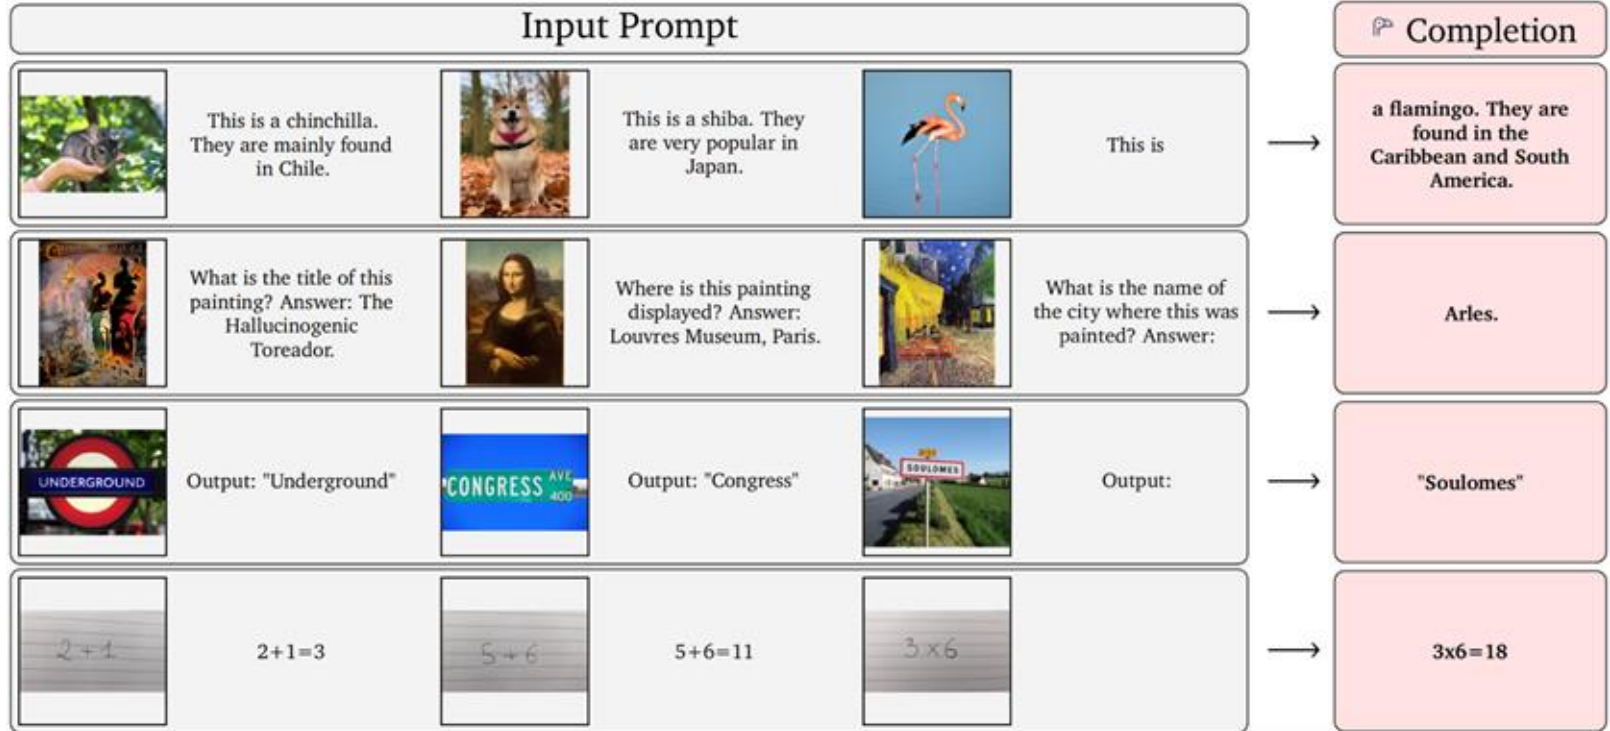 Input Prompt
Completion
This is a chinchilla.
They are mainly found
in Chile.
This is a shiba. They
are very popular in
Japan.
This is
a flamingo. They are
found in the
Caribbean and South
America.
What is the title of this
painting? Answer: The
Hallucinogenic
Toreador.
Where is this painting
displayed? Answer:
Louvres Museum, Paris.
What is the name of
the city where this was
painted? Answer:
Arles.
UNDERGROUND
Output: "Underground"
CONGRESS AVE
400
Output: "Congress"
SOULOMES
Output:
"Soulomes"
2+1
2+1=3
5+6
5+6=11
3x6
3x6=18